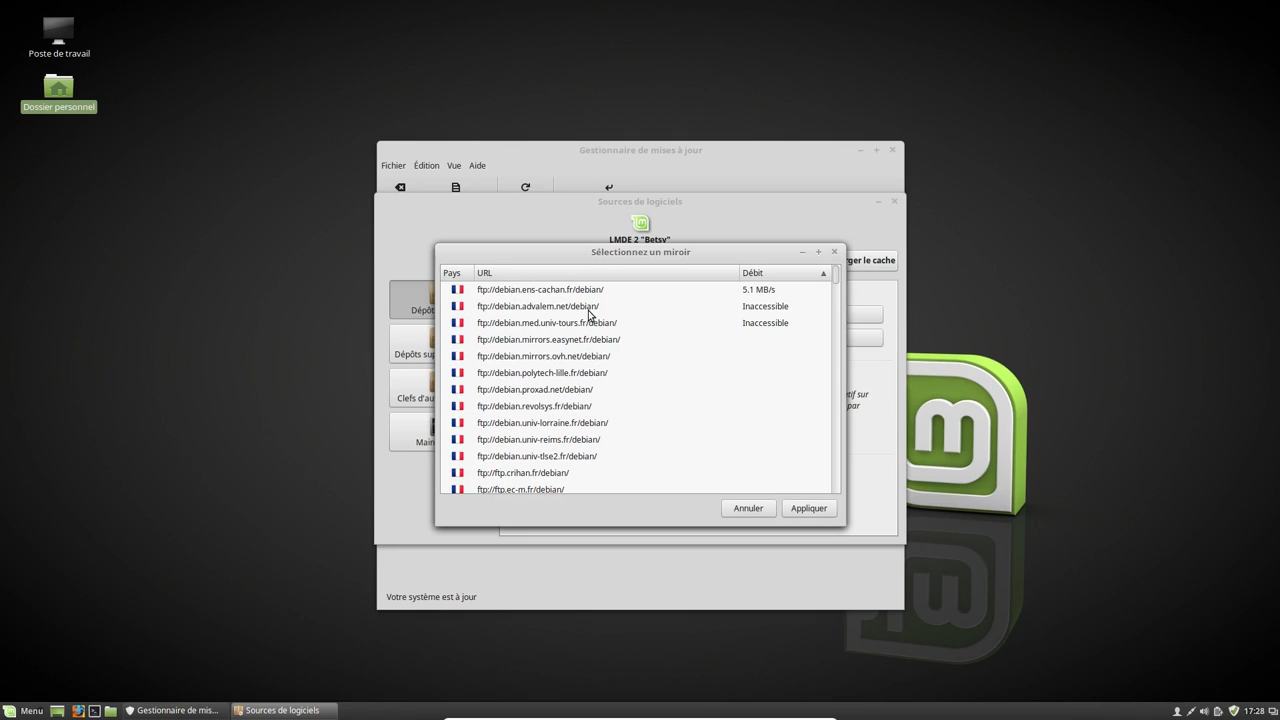 Poste de travail
Dossier personnel
Gestionnaire de mises à jour
Fichier Édition Vue Aide
Sources de logiciels
LMDE 2 "Betsy"
Sélectionnez un miroir
rger le cache
Pays URL Débit
ftp://debian.ens-cachan.fr/debian/ 5.1 MB/s
ftp://debian.advalem.net/debian/ Inaccessible
ftp://debian.med.univ-tours.fr/debian/ Inaccessible
ftp://debian.mirrors.easynet.fr/debian/
ftp://debian.mirrors.ovh.net/debian/
ftp://debian.polytech-lille.fr/debian/
ftp://debian.proxad.net/debian/
ftp://debian.revolsys.fr/debian/
ftp://debian.univ-lorraine.fr/debian/
ftp://debian.univ-reims.fr/debian/
ftp://debian.univ-tlse2.fr/debian/
ftp://ftp.crihan.fr/debian/
ftp://ftp.ec-m.fr/debian/
Dépôt
Dépôts sup
Clefs d'au
Main
étif sur
par
Annuler Appliquer
Votre système est à jour
Menu Gestionnaire de mis... Sources de logiciels 17:28